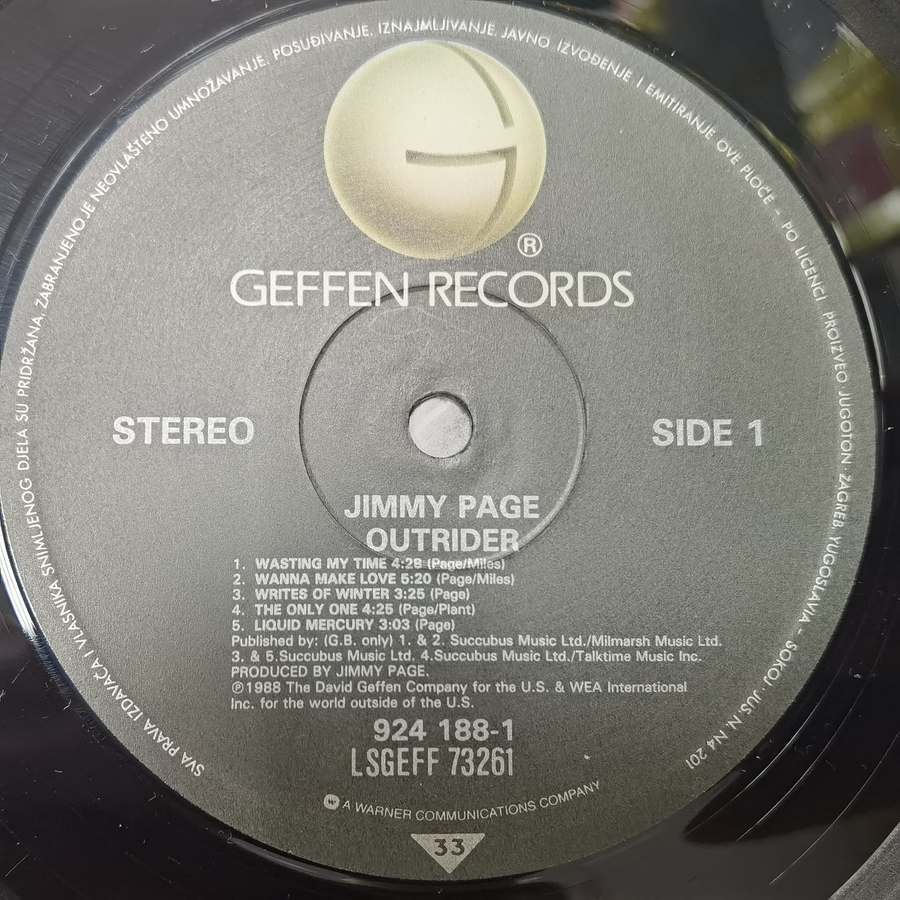 SVA PRAVA IZDAVAČA I VLASNIKA SNIMLJENOG DJELA SU PRIDRŽANA, ZABRANJENO JE NEOVLAŠTENO UMNOŽAVANJE, POSUĐIVANJE, IZNAJMLJIVANJE JAVNO IZVOĐENJE I EMITIRANJE OVE PLOČE – PO LICENCI PROIZVEO JUGOTON · ZAGREB, YUGOSLAVIA – SOKOJ · JUS N N4 201
G
®
GEFFEN RECORDS
STEREO
SIDE 1
JIMMY PAGE
OUTRIDER
1. WASTING MY TIME 4:28 (Page/Miles)
2. WANNA MAKE LOVE 5:20 (Page/Miles)
3. WRITES OF WINTER 3:25 (Page)
4. THE ONLY ONE 4:25 (Page/Plant)
5. LIQUID MERCURY 3:03 (Page)
Published by: (G.B. only) 1. & 2. Succubus Music Ltd./Milmarsh Music Ltd.
3. & 5.Succubus Music Ltd. 4.Succubus Music Ltd./Talktime Music Inc.
PRODUCED BY JIMMY PAGE.
℗1988 The David Geffen Company for the U.S. & WEA International
Inc. for the world outside of the U.S.
924 188-1
LSGEFF 73261
A WARNER COMMUNICATIONS COMPANY
33